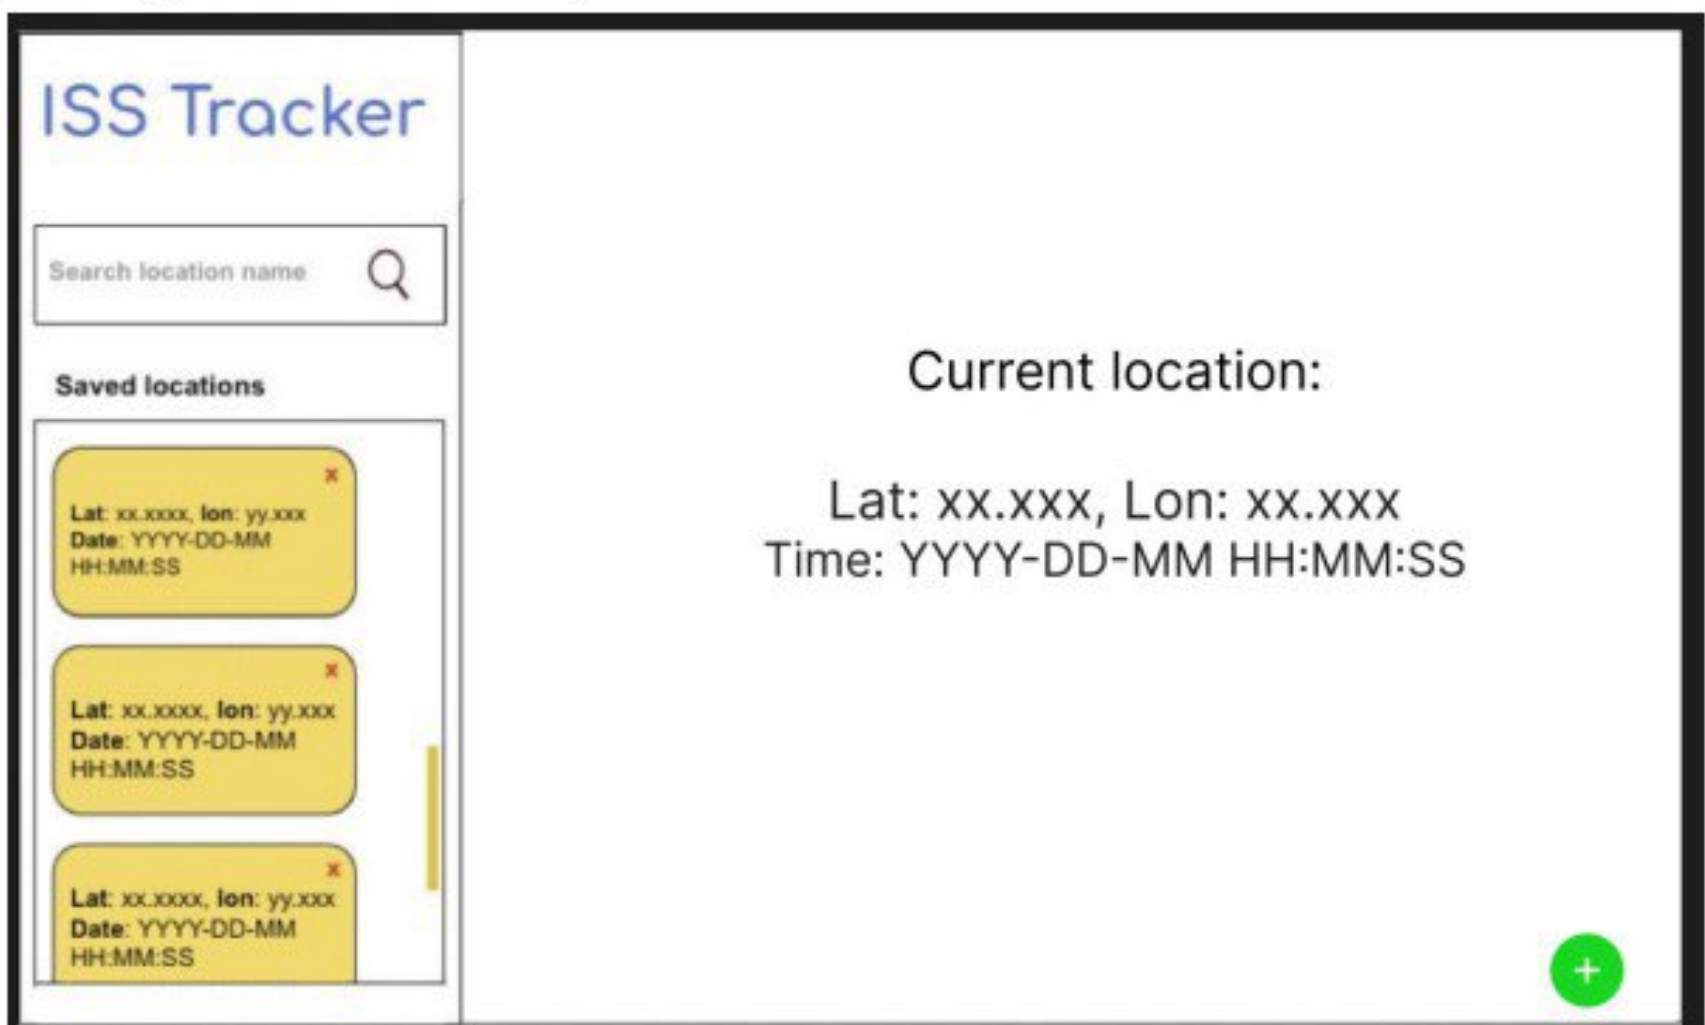 ISS Tracker
Search location name
Saved locations
x
Lat: xx.xxxx, lon: yy.xxx
Date: YYYY-DD-MM
HH:MM:SS
x
Lat: xx.xxxx, lon: yy.xxx
Date: YYYY-DD-MM
HH:MM:SS
x
Lat: xx.xxxx, lon: yy.xxx
Date: YYYY-DD-MM
HH:MM:SS
Current location:
Lat: xx.xxx, Lon: xx.xxx
Time: YYYY-DD-MM HH:MM:SS
+